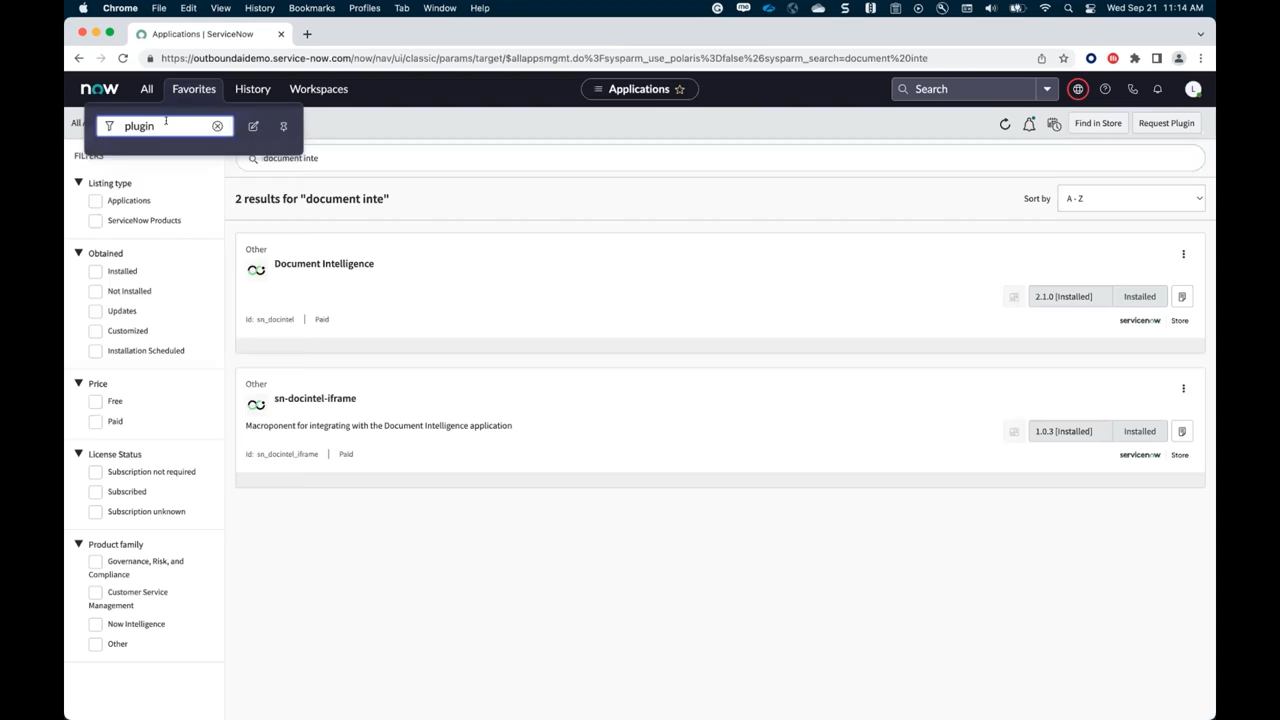 Chrome File Edit View History Bookmarks Profiles Tab Window Help Wed Sep 21 11:14 AM
Applications | ServiceNow
https://outboundaidemo.service-now.com/now/nav/ui/classic/params/target/$allappsmgmt.do%3Fsysparm_use_polaris%3Dfalse%26sysparm_search=document%20inte
now All Favorites History Workspaces Applications Search L
plugin
All Find in Store Request Plugin
FILTERS
document inte
Listing type
Applications
ServiceNow Products
Obtained
Installed
Not Installed
Updates
Customized
Installation Scheduled
Price
Free
Paid
License Status
Subscription not required
Subscribed
Subscription unknown
Product family
Governance, Risk, and
Compliance
Customer Service
Management
Now Intelligence
Other
2 results for "document inte"
Sort by A - Z
Other
Document Intelligence
2.1.0 [Installed] Installed
Id: sn_docintel | Paid
servicenow Store
Other
sn-docintel-iframe
Macroponent for integrating with the Document Intelligence application
1.0.3 [Installed] Installed
Id: sn_docintel_iframe | Paid
servicenow Store